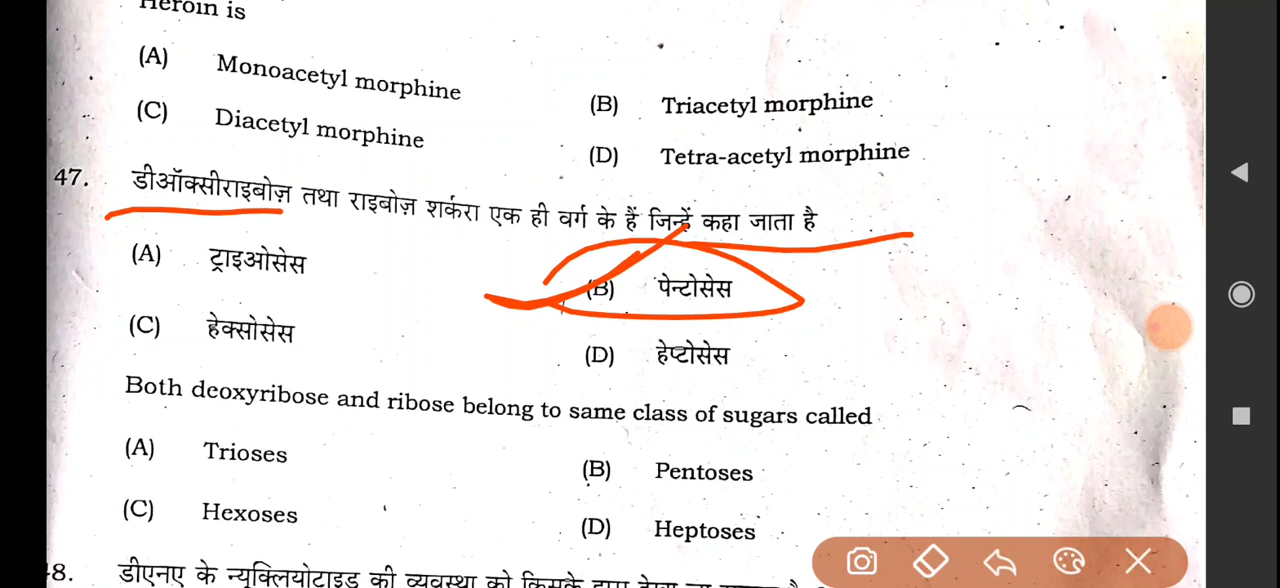 Heroin is
(A) Monoacetyl morphine (B) Triacetyl morphine
(C) Diacetyl morphine (D) Tetra-acetyl morphine
47. डीऑक्सीराइबोज़ तथा राइबोज़ शर्करा एक ही वर्ग के हैं जिन्हें कहा जाता है
(A) ट्राइओसेस (B) पेन्टोसेस
(C) हेक्सोसेस (D) हेप्टोसेस
Both deoxyribose and ribose belong to same class of sugars called
(A) Trioses (B) Pentoses
(C) Hexoses (D) Heptoses
8. डीएनए के न्यूक्लियोटाइड की व्यवस्था को किसके द्वारा